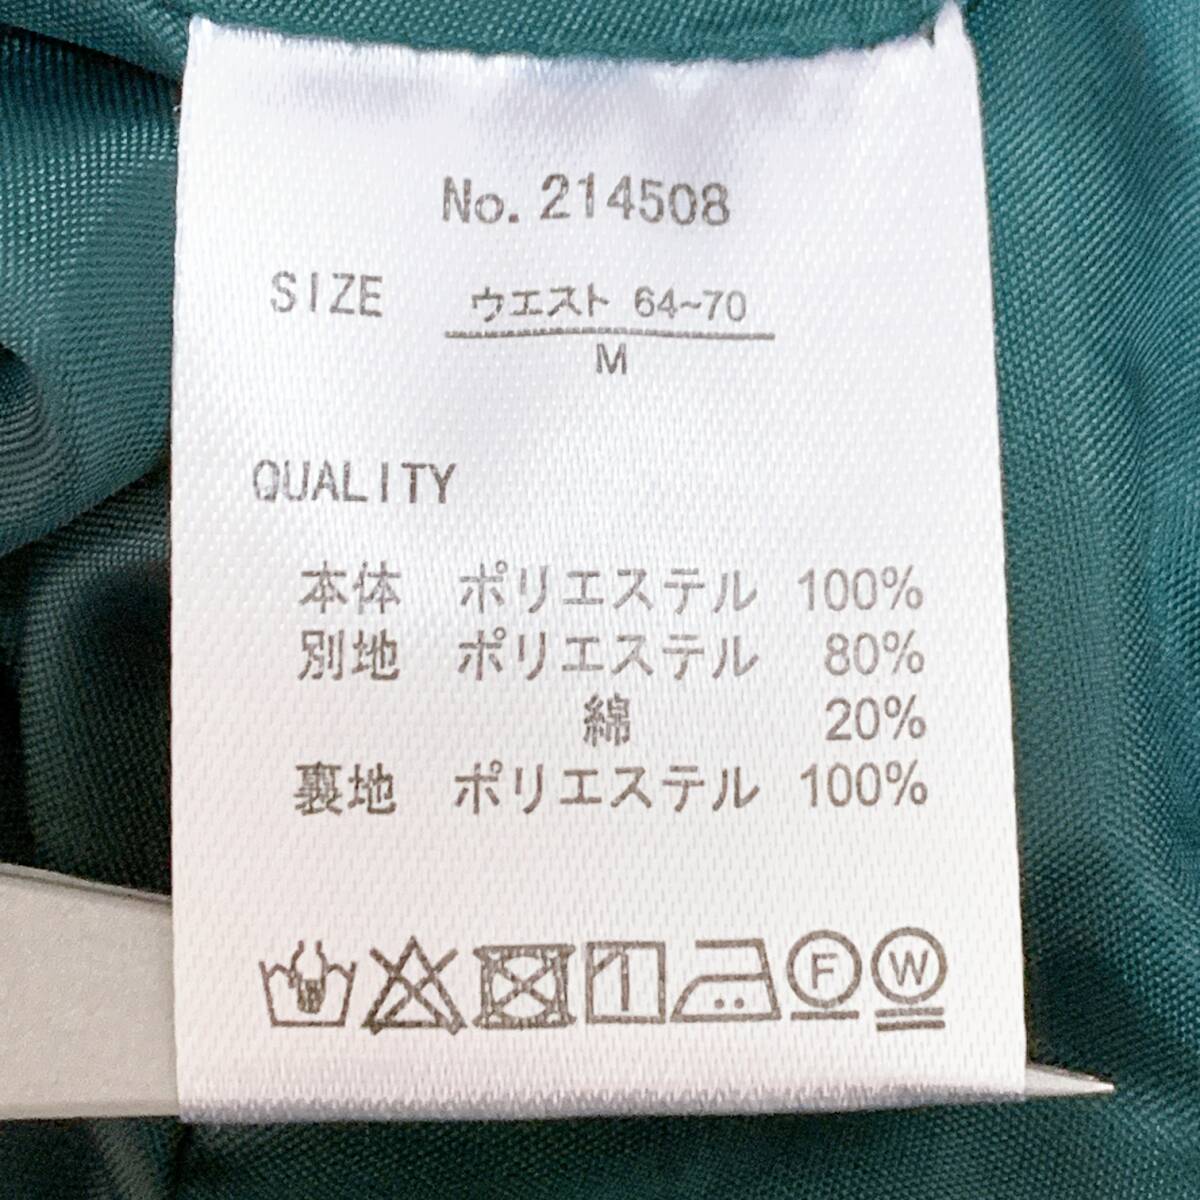 No. 214508
SIZE ウエスト 64~70
M
QUALITY
本体 ポリエステル 100%
別地 ポリエステル 80%
綿 20%
裏地 ポリエステル 100%
F W